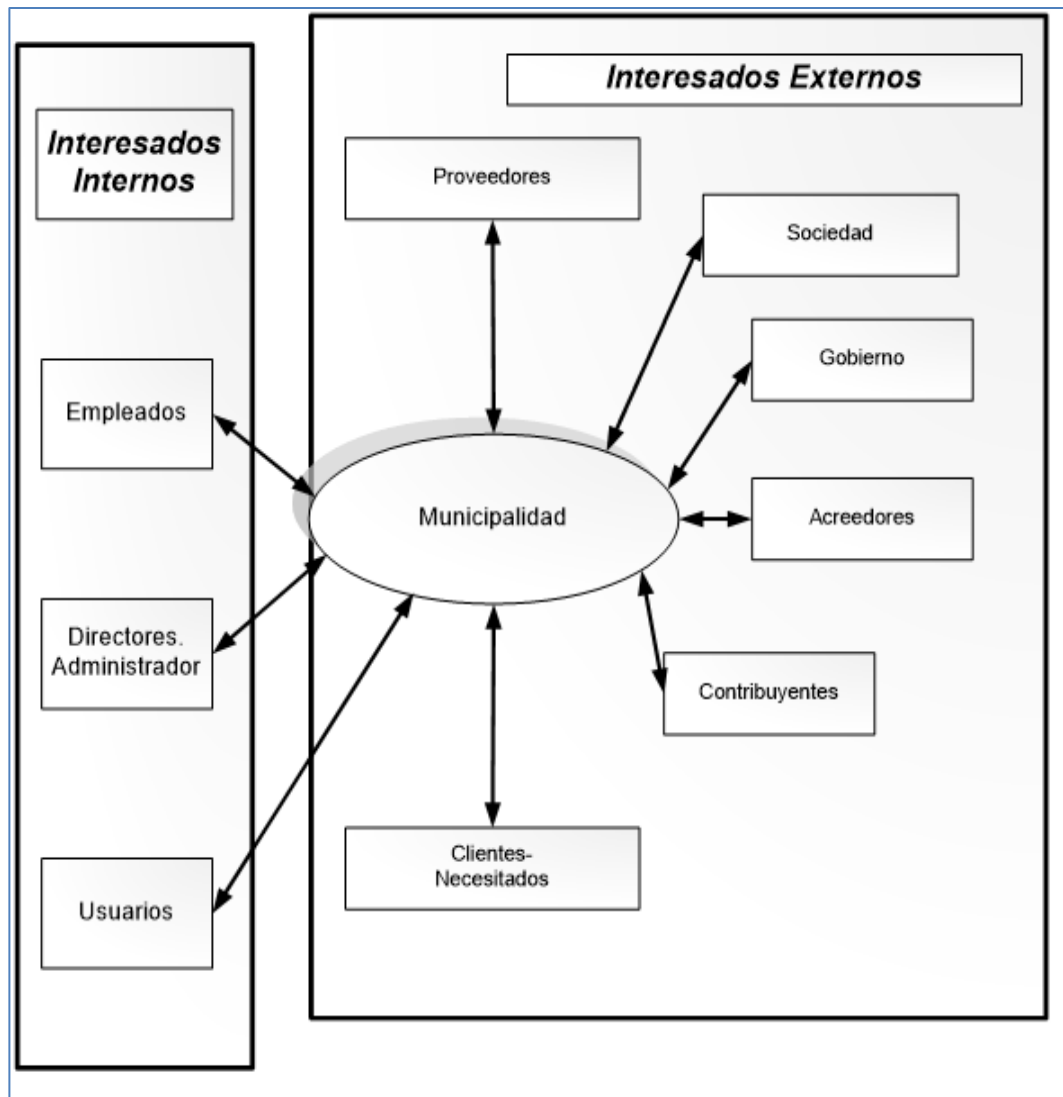 Interesados
Internos
Empleados
Directores.
Administrador
Usuarios
Interesados Externos
Proveedores
Sociedad
Gobierno
Municipalidad
Acreedores
Contribuyentes
Clientes-
Necesitados